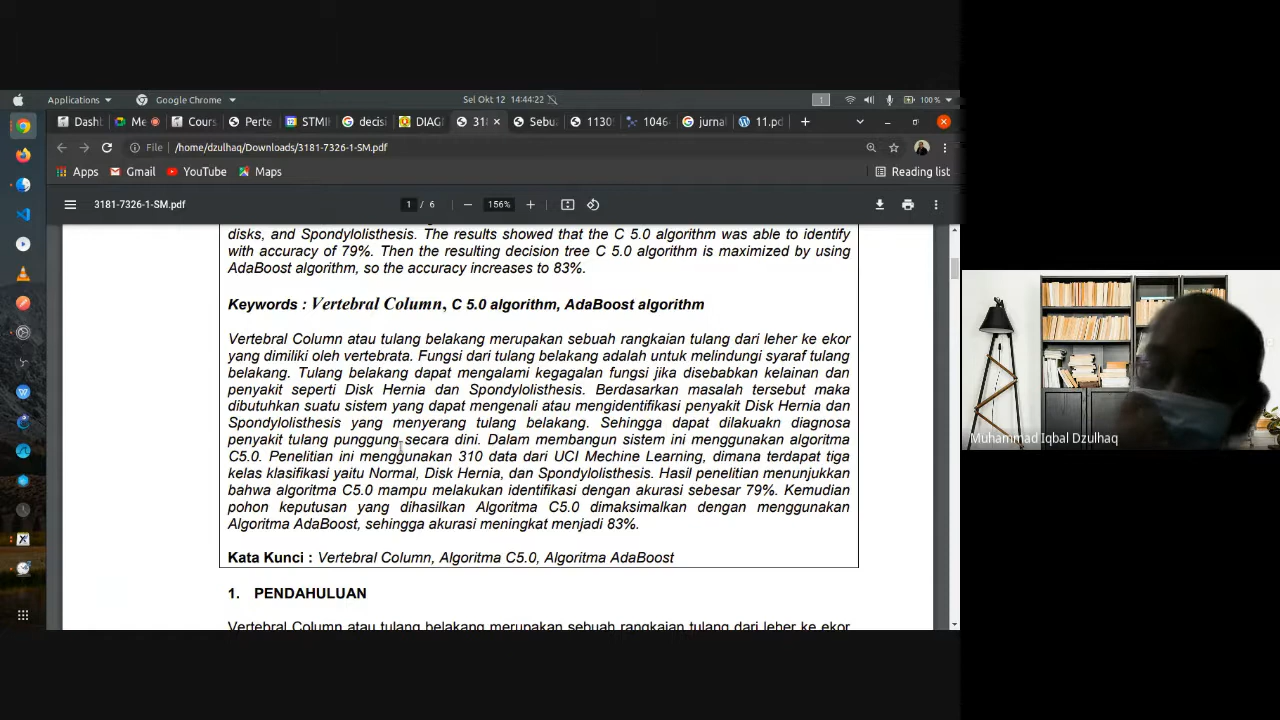 Applications
Google Chrome
Sel Okt 12 14:44:22
1
100 %
Dash
Me
Cours
Perte
STMI
decisi
DIAG
318
Sebu
1130
1046
jurnal
11.pd
File
/home/dzulhaq/Downloads/3181-7326-1-SM.pdf
Apps
Gmail
YouTube
Maps
Reading list
3181-7326-1-SM.pdf
1 / 6
156%
disks, and Spondylolisthesis. The results showed that the C 5.0 algorithm was able to identify
with accuracy of 79%. Then the resulting decision tree C 5.0 algorithm is maximized by using
AdaBoost algorithm, so the accuracy increases to 83%.
Keywords : Vertebral Column, C 5.0 algorithm, AdaBoost algorithm
Vertebral Column atau tulang belakang merupakan sebuah rangkaian tulang dari leher ke ekor
yang dimiliki oleh vertebrata. Fungsi dari tulang belakang adalah untuk melindungi syaraf tulang
belakang. Tulang belakang dapat mengalami kegagalan fungsi jika disebabkan kelainan dan
penyakit seperti Disk Hernia dan Spondylolisthesis. Berdasarkan masalah tersebut maka
dibutuhkan suatu sistem yang dapat mengenali atau mengidentifikasi penyakit Disk Hernia dan
Spondylolisthesis yang menyerang tulang belakang. Sehingga dapat dilakuakn diagnosa
penyakit tulang punggung secara dini. Dalam membangun sistem ini menggunakan algoritma
C5.0. Penelitian ini menggunakan 310 data dari UCI Mechine Learning, dimana terdapat tiga
kelas klasifikasi yaitu Normal, Disk Hernia, dan Spondylolisthesis. Hasil penelitian menunjukkan
bahwa algoritma C5.0 mampu melakukan identifikasi dengan akurasi sebesar 79%. Kemudian
pohon keputusan yang dihasilkan Algoritma C5.0 dimaksimalkan dengan menggunakan
Algoritma AdaBoost, sehingga akurasi meningkat menjadi 83%.
Kata Kunci : Vertebral Column, Algoritma C5.0, Algoritma AdaBoost
1. PENDAHULUAN
Vertebral Column atau tulang belakang merupakan sebuah rangkaian tulang dari leher ke ekor
Muhammad Iqbal Dzulhaq